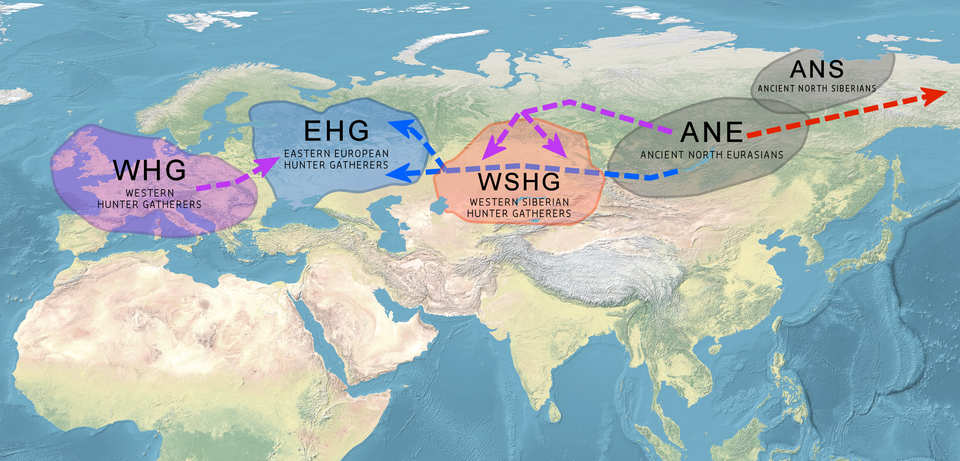 WHG
WESTERN
HUNTER GATHERERS
EHG
EASTERN EUROPEAN
HUNTER GATHERERS
WSHG
WESTERN SIBERIAN
HUNTER GATHERERS
ANE
ANCIENT NORTH EURASIANS
ANS
ANCIENT NORTH SIBERIANS